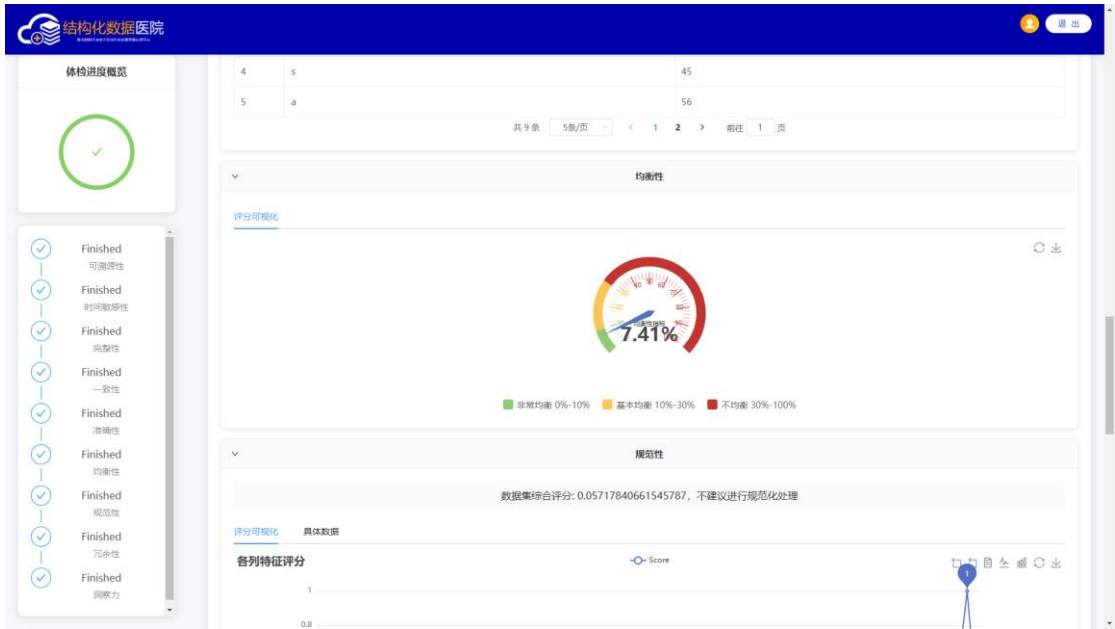 结构化数据医院
退 出
体检进度概览
Finished
可溯源性
Finished
时间敏感性
Finished
完整性
Finished
一致性
Finished
准确性
Finished
均衡性
Finished
规范性
Finished
冗余性
Finished
洞察力
4 s 45
5 a 56
共 9 条 5条/页 < 1 2 > 前往 1 页
均衡性
评分可视化
40 50 60
80
7.41%
非常均衡 0%-10% 基本均衡 10%-30% 不均衡 30%-100%
规范性
数据集综合评分: 0.05717840661545787, 不建议进行规范化处理
评分可视化 具体数据
各列特征评分
Score
1
1
0.8